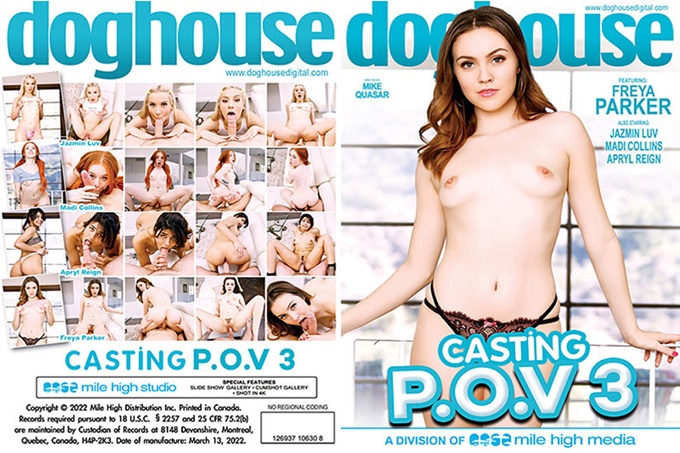 doghouse
www.doghousedigital.com
Jazmin Luv
Madi Collins
Apryl Reign
Freya Parker
CASTiNG P.O.V 3
mile high studio
SPECIAL FEATURES
SLIDE SHOW GALLERY • CUMSHOT GALLERY
• SHOT IN 4K
Copyright © 2022 Mile High Distribution Inc. Printed in Canada.
Records required pursuant to 18 U.S.C. § 2257 and 25 CFR 75.2(b)
are maintained by Custodian of Records at 8148 Devonshire, Montreal,
Quebec, Canada, H4P-2K3. Date of manufacture: March 13, 2022.
NO REGIONAL CODING
126937 10630 8
www.doghousedigital.com
doghouse
DIRECTED BY
MIKE
QUASAR
FEATURING:
FREYA
PARKER
ALSO STARRING
JAZMIN LUV
MADI COLLINS
APRYL REIGN
CASTiNG
P.O.V 3
A DIVISION OF mile high media